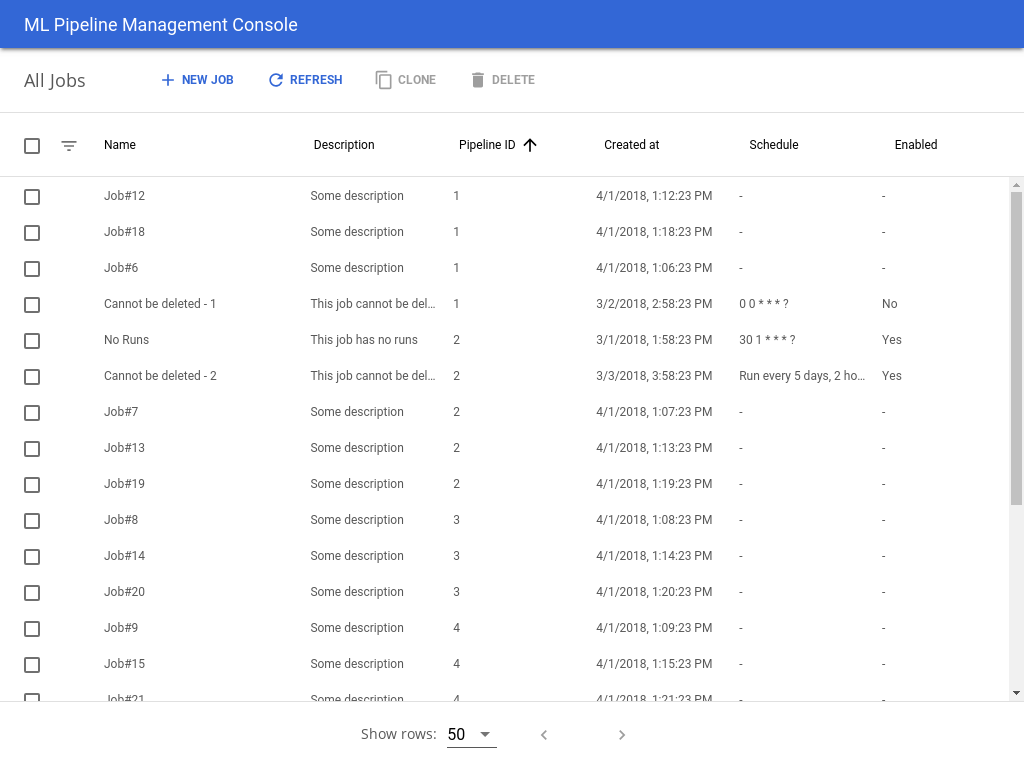 ML Pipeline Management Console
All Jobs NEW JOB REFRESH CLONE DELETE
Name Description Pipeline ID Created at Schedule Enabled
Job#12 Some description 1 4/1/2018, 1:12:23 PM - -
Job#18 Some description 1 4/1/2018, 1:18:23 PM - -
Job#6 Some description 1 4/1/2018, 1:06:23 PM - -
Cannot be deleted - 1 This job cannot be del... 1 3/2/2018, 2:58:23 PM 0 0 * * * ? No
No Runs This job has no runs 2 3/1/2018, 1:58:23 PM 30 1 * * * ? Yes
Cannot be deleted - 2 This job cannot be del... 2 3/3/2018, 3:58:23 PM Run every 5 days, 2 ho... Yes
Job#7 Some description 2 4/1/2018, 1:07:23 PM - -
Job#13 Some description 2 4/1/2018, 1:13:23 PM - -
Job#19 Some description 2 4/1/2018, 1:19:23 PM - -
Job#8 Some description 3 4/1/2018, 1:08:23 PM - -
Job#14 Some description 3 4/1/2018, 1:14:23 PM - -
Job#20 Some description 3 4/1/2018, 1:20:23 PM - -
Job#9 Some description 4 4/1/2018, 1:09:23 PM - -
Job#15 Some description 4 4/1/2018, 1:15:23 PM - -
Job#21 Some description 4 4/1/2018, 1:21:23 PM - -
Show rows: 50